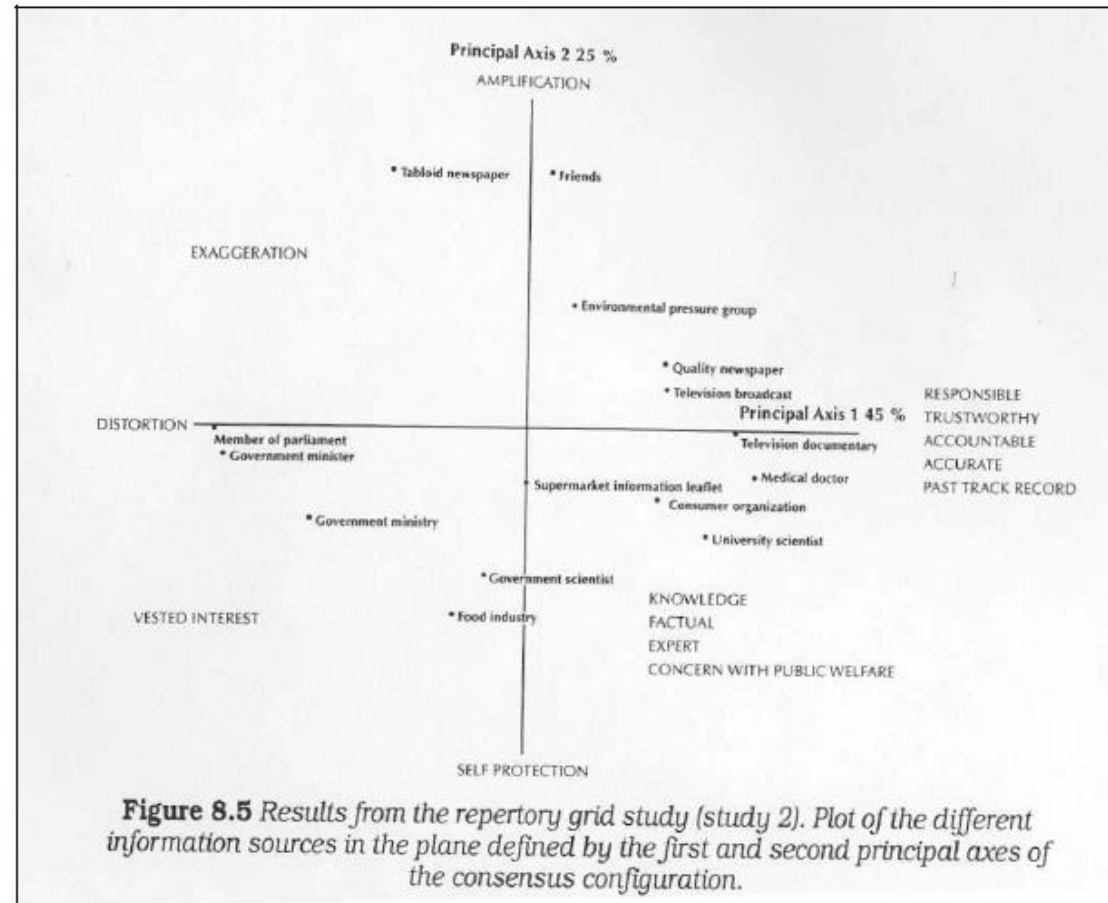 Principal Axis 2 25 %
AMPLIFICATION
Tabloid newspaper
Friends
EXAGGERATION
Environmental pressure group
Quality newspaper
Television broadcast
RESPONSIBLE
Principal Axis 1 45 %
TRUSTWORTHY
DISTORTION
Member of parliament
Television documentary
ACCOUNTABLE
Government minister
ACCURATE
Supermarket information leaflet
Medical doctor
PAST TRACK RECORD
Consumer organization
Government ministry
University scientist
Government scientist
KNOWLEDGE
VESTED INTEREST
Food industry
FACTUAL
EXPERT
CONCERN WITH PUBLIC WELFARE
SELF PROTECTION
Figure 8.5 Results from the repertory grid study (study 2). Plot of the different
information sources in the plane defined by the first and second principal axes of
the consensus configuration.